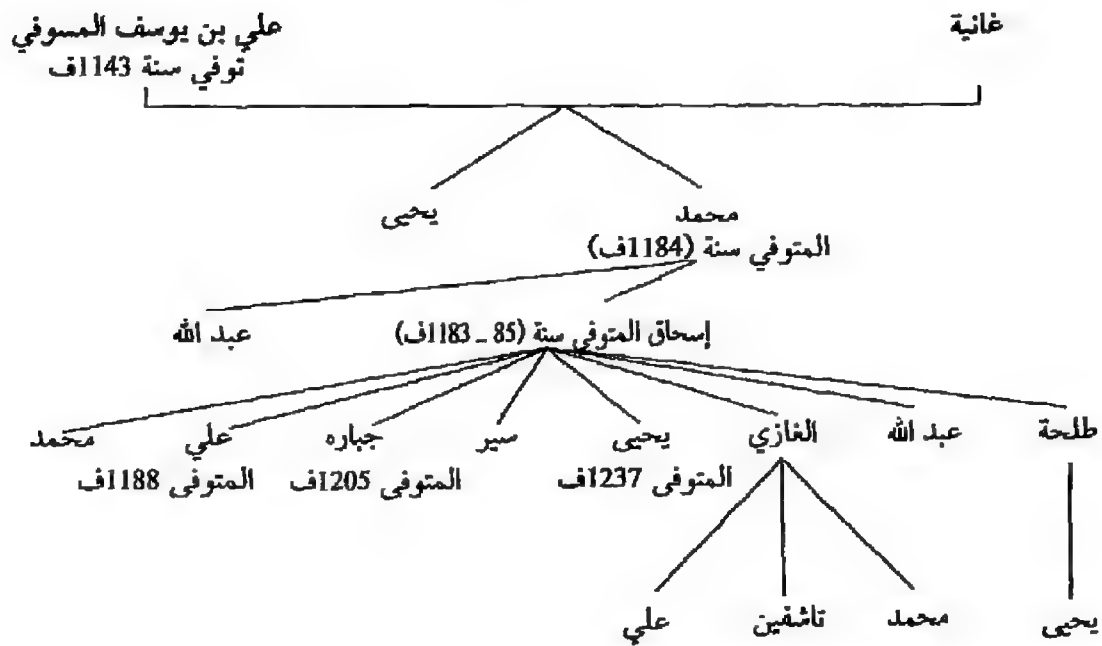 غانية
علي بن يوسف المسوفي
توفي سنة 1143ف
محمد
يحيى
المتوفي سنة (1184ف)
عبد الله
إسحاق المتوفي سنة (85 ـ 1183ف)
طلحة
عبد الله
الغازي
يحيى
سير
جباره
علي
محمد
المتوفى 1237ف
المتوفى 1205ف
المتوفى 1188ف
يحيى
محمد
تاشفين
علي